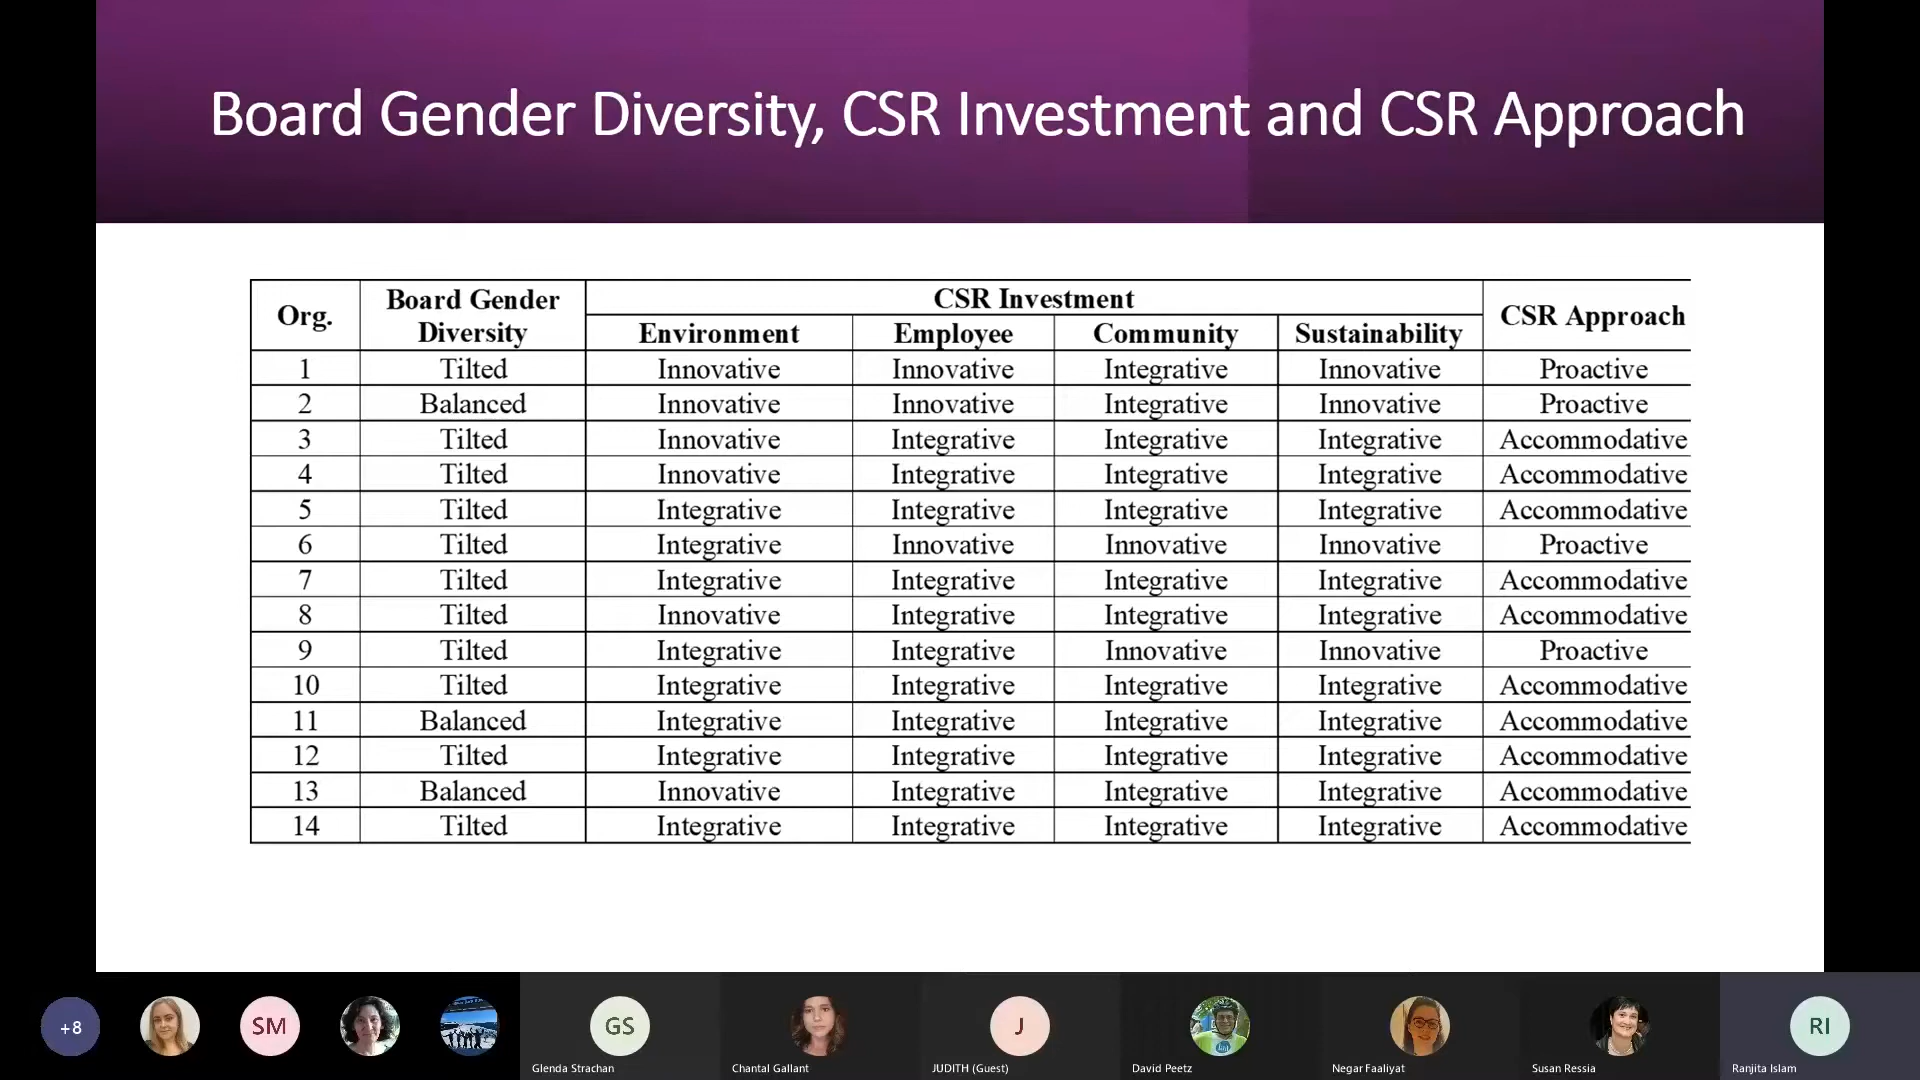 Board Gender Diversity, CSR Investment and CSR Approach
Org. Board Gender Diversity CSR Investment CSR Approach
Environment Employee Community Sustainability
1 Tilted Innovative Innovative Integrative Innovative Proactive
2 Balanced Innovative Innovative Integrative Innovative Proactive
3 Tilted Innovative Integrative Integrative Integrative Accommodative
4 Tilted Innovative Integrative Integrative Integrative Accommodative
5 Tilted Integrative Integrative Integrative Integrative Accommodative
6 Tilted Integrative Innovative Innovative Innovative Proactive
7 Tilted Integrative Integrative Integrative Integrative Accommodative
8 Tilted Innovative Integrative Integrative Integrative Accommodative
9 Tilted Integrative Integrative Innovative Innovative Proactive
10 Tilted Integrative Integrative Integrative Integrative Accommodative
11 Balanced Integrative Integrative Integrative Integrative Accommodative
12 Tilted Integrative Integrative Integrative Integrative Accommodative
13 Balanced Innovative Integrative Integrative Integrative Accommodative
14 Tilted Integrative Integrative Integrative Integrative Accommodative
+8 SM GS J RI
Glenda Strachan Chantal Gallant JUDITH (Guest) David Peetz Negar Faaliyat Susan Ressia Ranjita Islam